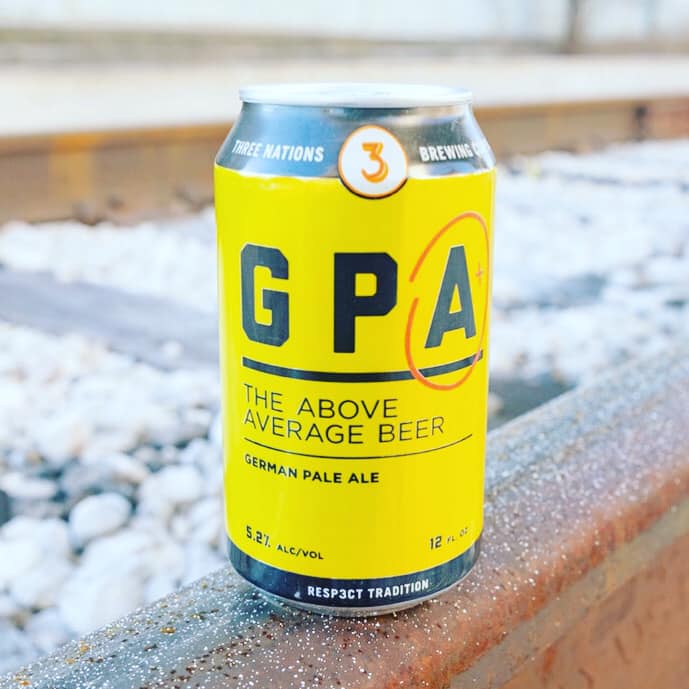 THREE NATIONS 3 BREWING
GPA+
THE ABOVE
AVERAGE BEER
GERMAN PALE ALE
5.2% ALC/VOL 12 FL OZ
RESP3CT TRADITION